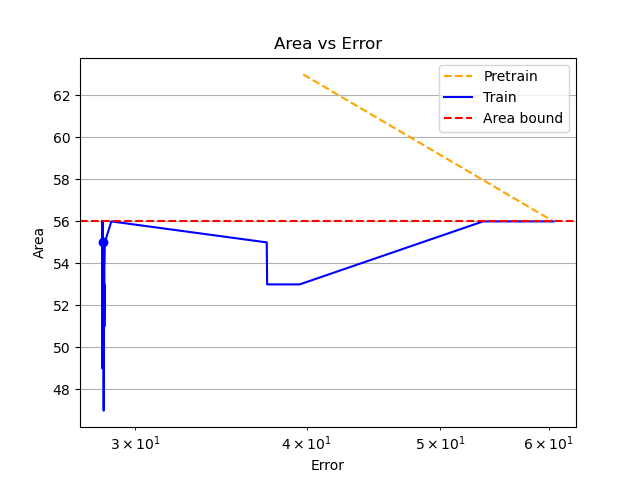 Area vs Error
Pretrain
Train
Area bound
Area
62
60
58
56
54
52
50
48
3 × 10¹
4 × 10¹
5 × 10¹
6 × 10¹
Error